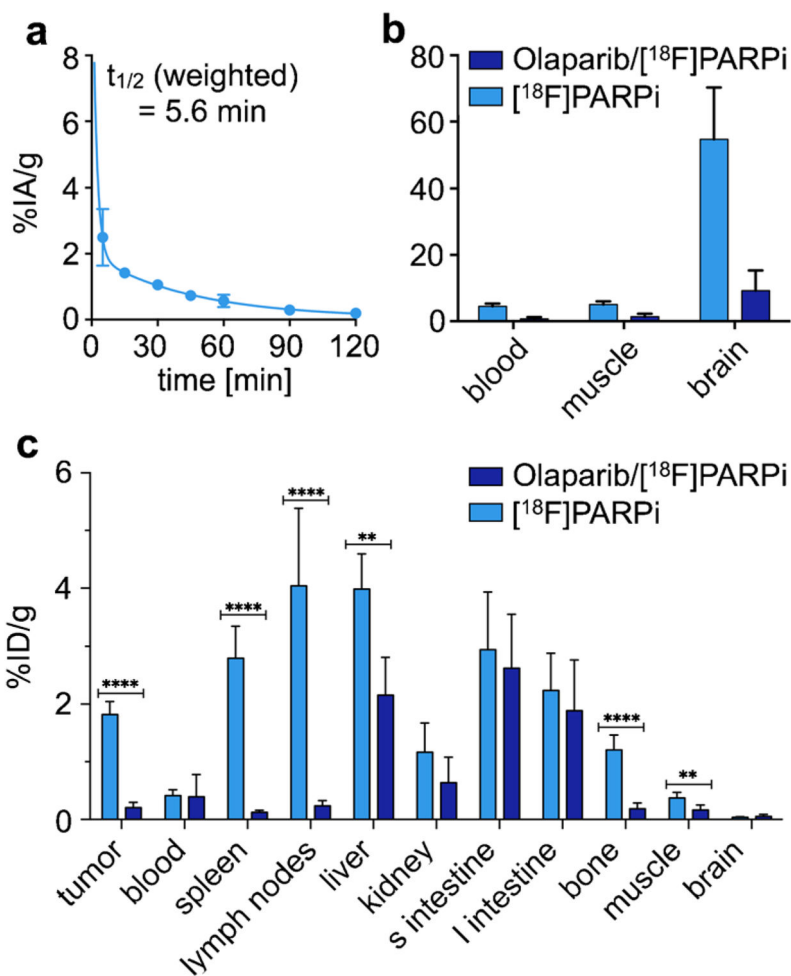 a
8
6
4
2
0
%IA/g
t1/2 (weighted)
= 5.6 min
0 30 60 90 120
time [min]
b
80
60
40
20
0
Olaparib/[¹⁸F]PARPi
[¹⁸F]PARPi
blood
muscle
brain
c
6
4
2
0
%ID/g
Olaparib/[¹⁸F]PARPi
[¹⁸F]PARPi
****
****
****
**
****
**
tumor
blood
spleen
lymph nodes
liver
kidney
s intestine
l intestine
bone
muscle
brain